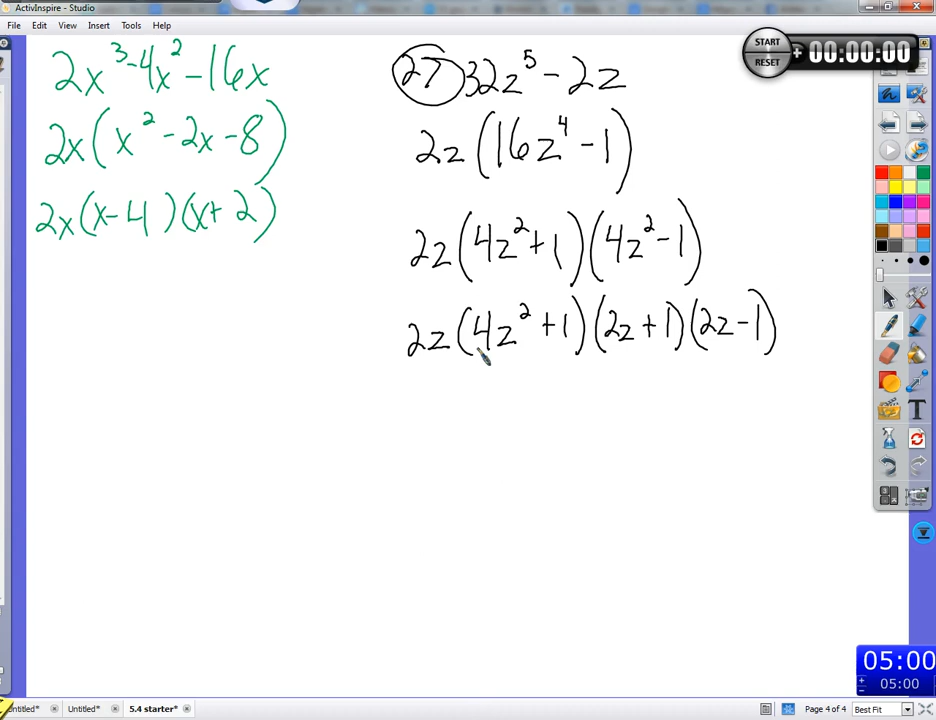 ActivInspire - Studio
File Edit View Insert Tools Help
START
RESET
+ 00:00:00
2x³-4x²-16x
2x(x²-2x-8)
2x(x-4)(x+2)
27 32z⁵-2z
2z(16z⁴-1)
2z(4z²+1)(4z²-1)
2z(4z²+1)(2z+1)(2z-1)
05:00
05:00
ntitled* Untitled* 5.4 starter*
Page 4 of 4 Best Fit